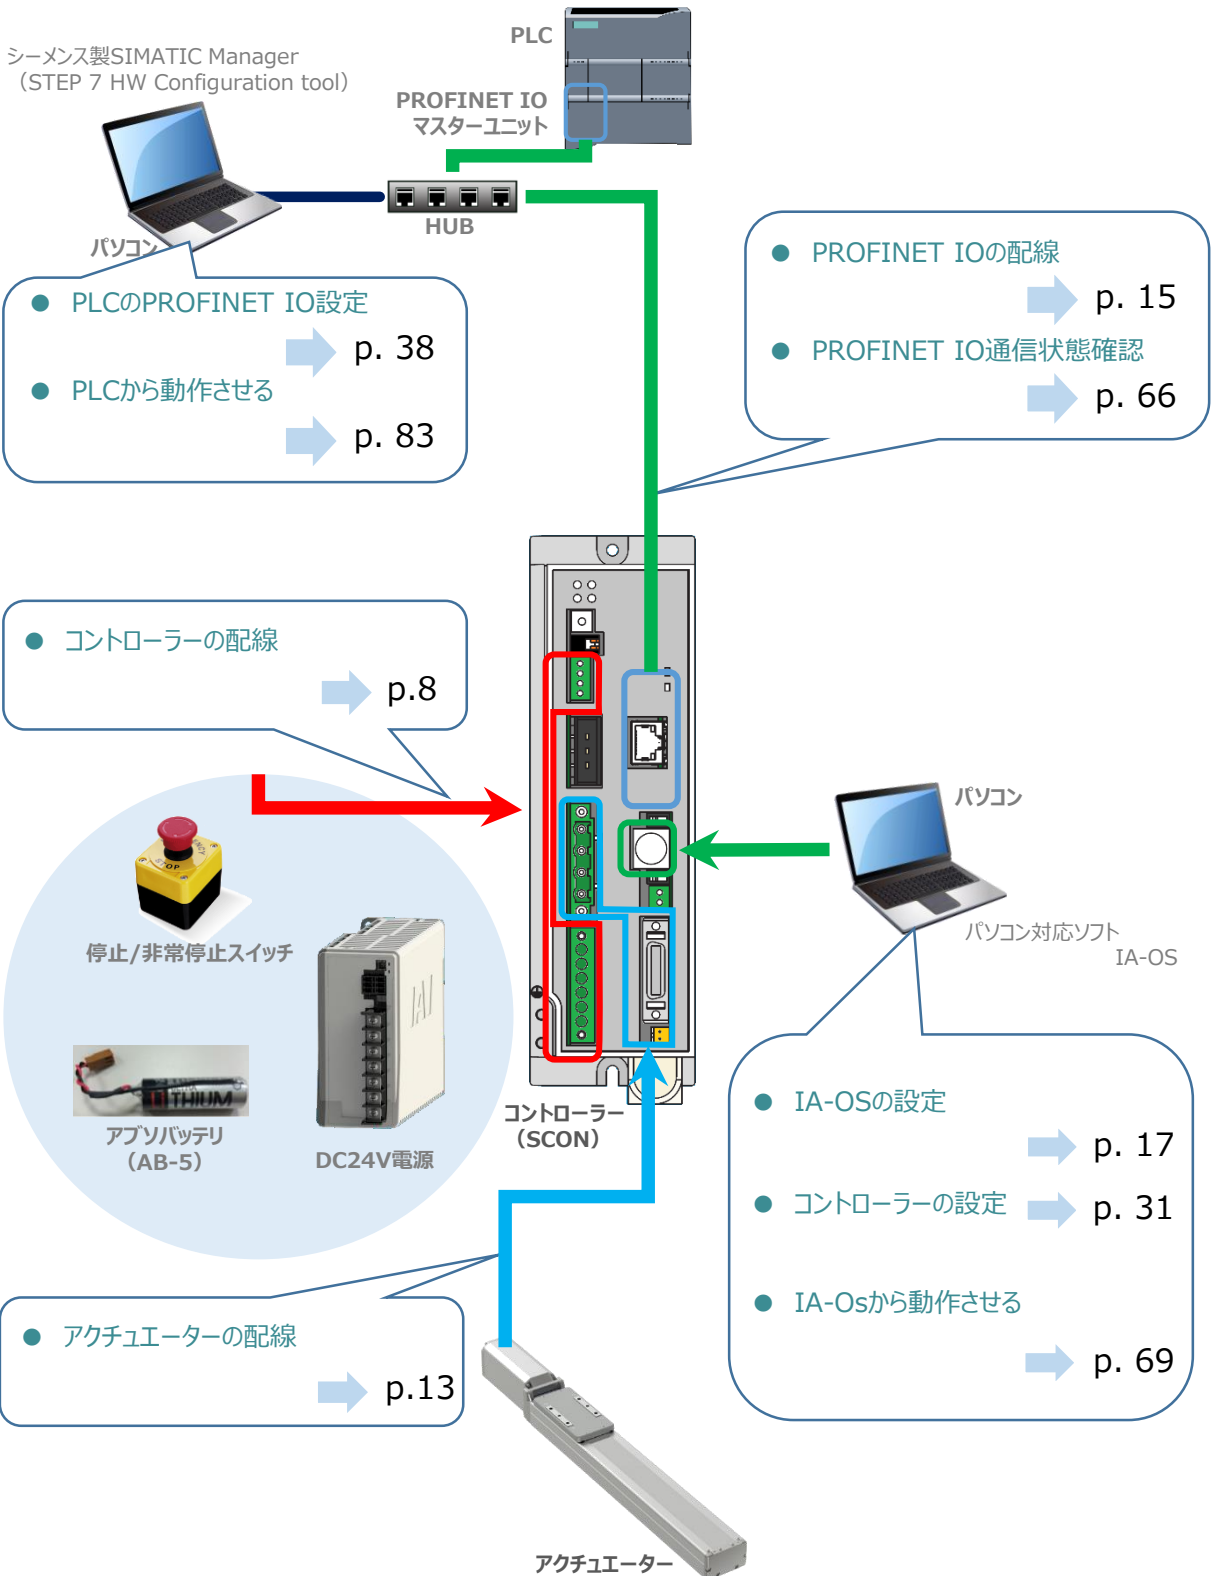 PLC
シーメンス製SIMATIC Manager
（STEP 7 HW Configuration tool）
PROFINET IO
マスターユニット
HUB
パソコン
● PLCのPROFINET IO設定
p. 38
● PLCから動作させる
p. 83
● PROFINET IOの配線
p. 15
● PROFINET IO通信状態確認
p. 66
● コントローラーの配線
p.8
停止/非常停止スイッチ
STOP
IAI
THIUM
アブソバッテリ
（AB-5）
DC24V電源
コントローラー
（SCON）
パソコン
パソコン対応ソフト
IA-OS
● IA-OSの設定
p. 17
● コントローラーの設定 p. 31
● IA-Osから動作させる
p. 69
● アクチュエーターの配線
p.13
アクチュエーター